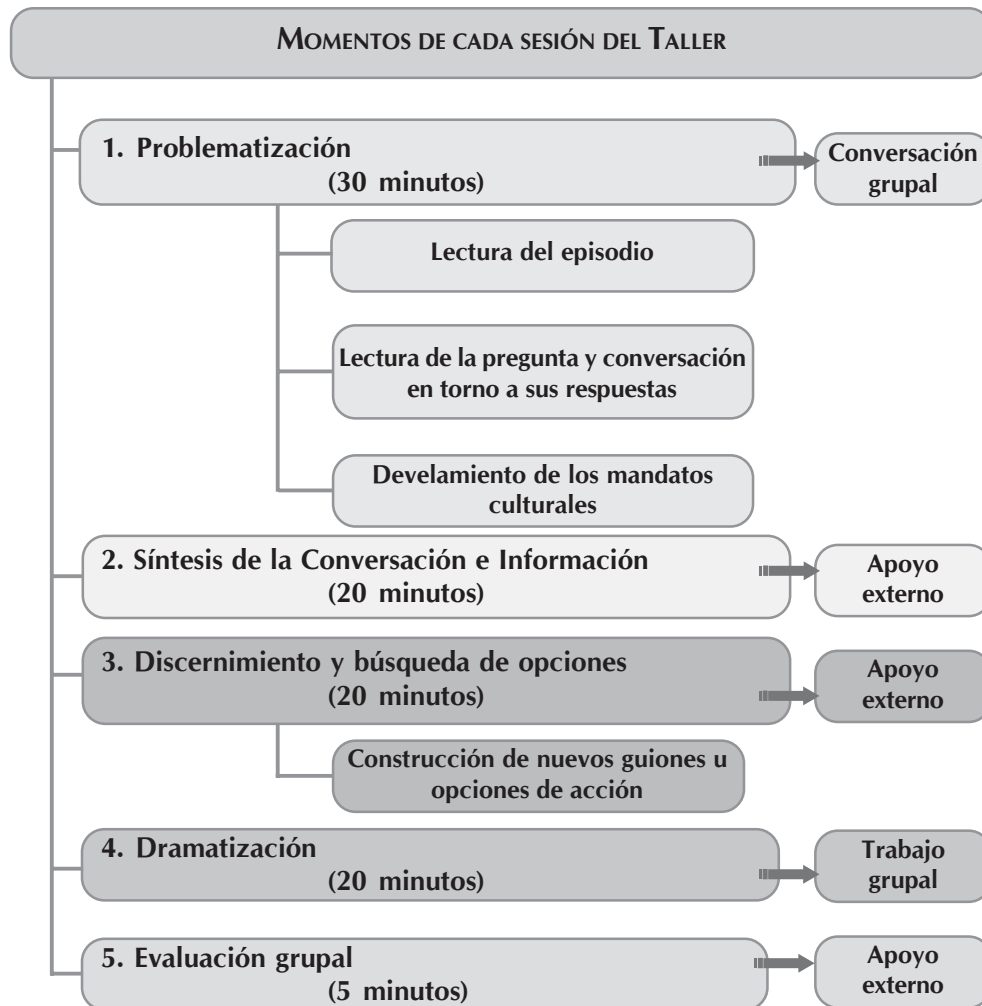 MOMENTOS DE CADA SESIÓN DEL TALLER
1. Problematización
(30 minutos)
Conversación
grupal
Lectura del episodio
Lectura de la pregunta y conversación
en torno a sus respuestas
Develamiento de los mandatos
culturales
2. Síntesis de la Conversación e Información
(20 minutos)
Apoyo
externo
3. Discernimiento y búsqueda de opciones
(20 minutos)
Apoyo
externo
Construcción de nuevos guiones u
opciones de acción
4. Dramatización
(20 minutos)
Trabajo
grupal
5. Evaluación grupal
(5 minutos)
Apoyo
externo